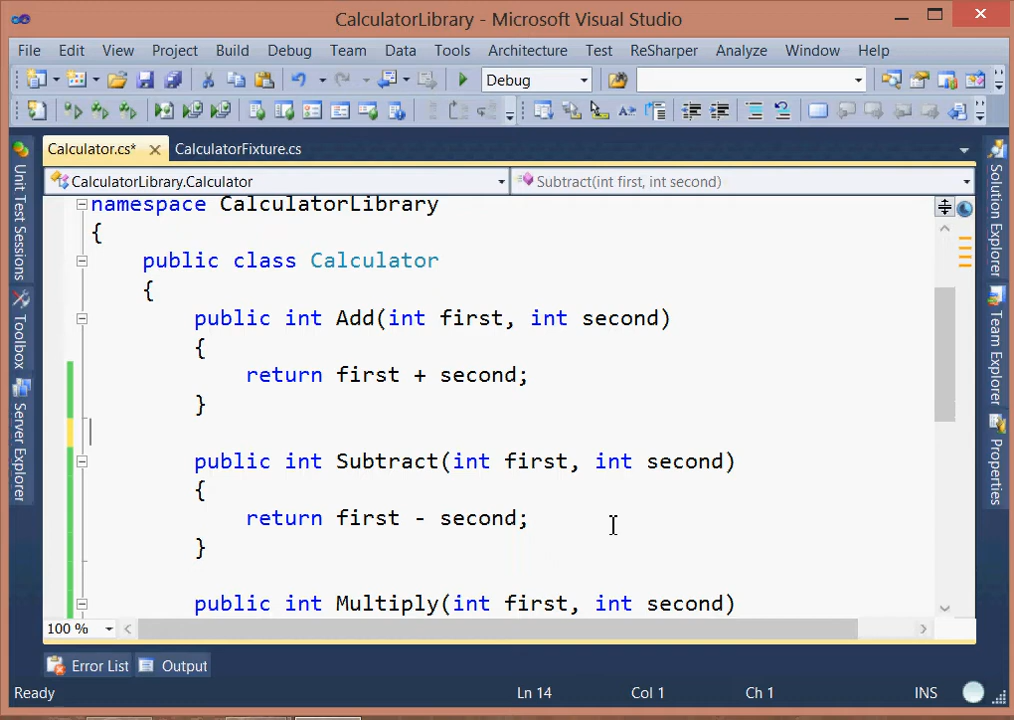 CalculatorLibrary - Microsoft Visual Studio
File Edit View Project Build Debug Team Data Tools Architecture Test ReSharper Analyze Window Help
Debug
Calculator.cs* CalculatorFixture.cs
CalculatorLibrary.Calculator Subtract(int first, int second)
Unit Test Sessions
Toolbox
Server Explorer
namespace CalculatorLibrary
{
public class Calculator
{
public int Add(int first, int second)
{
return first + second;
}
public int Subtract(int first, int second)
{
return first - second;
}
public int Multiply(int first, int second)
Solution Explorer
Team Explorer
Properties
100 %
Error List Output
Ready Ln 14 Col 1 Ch 1 INS